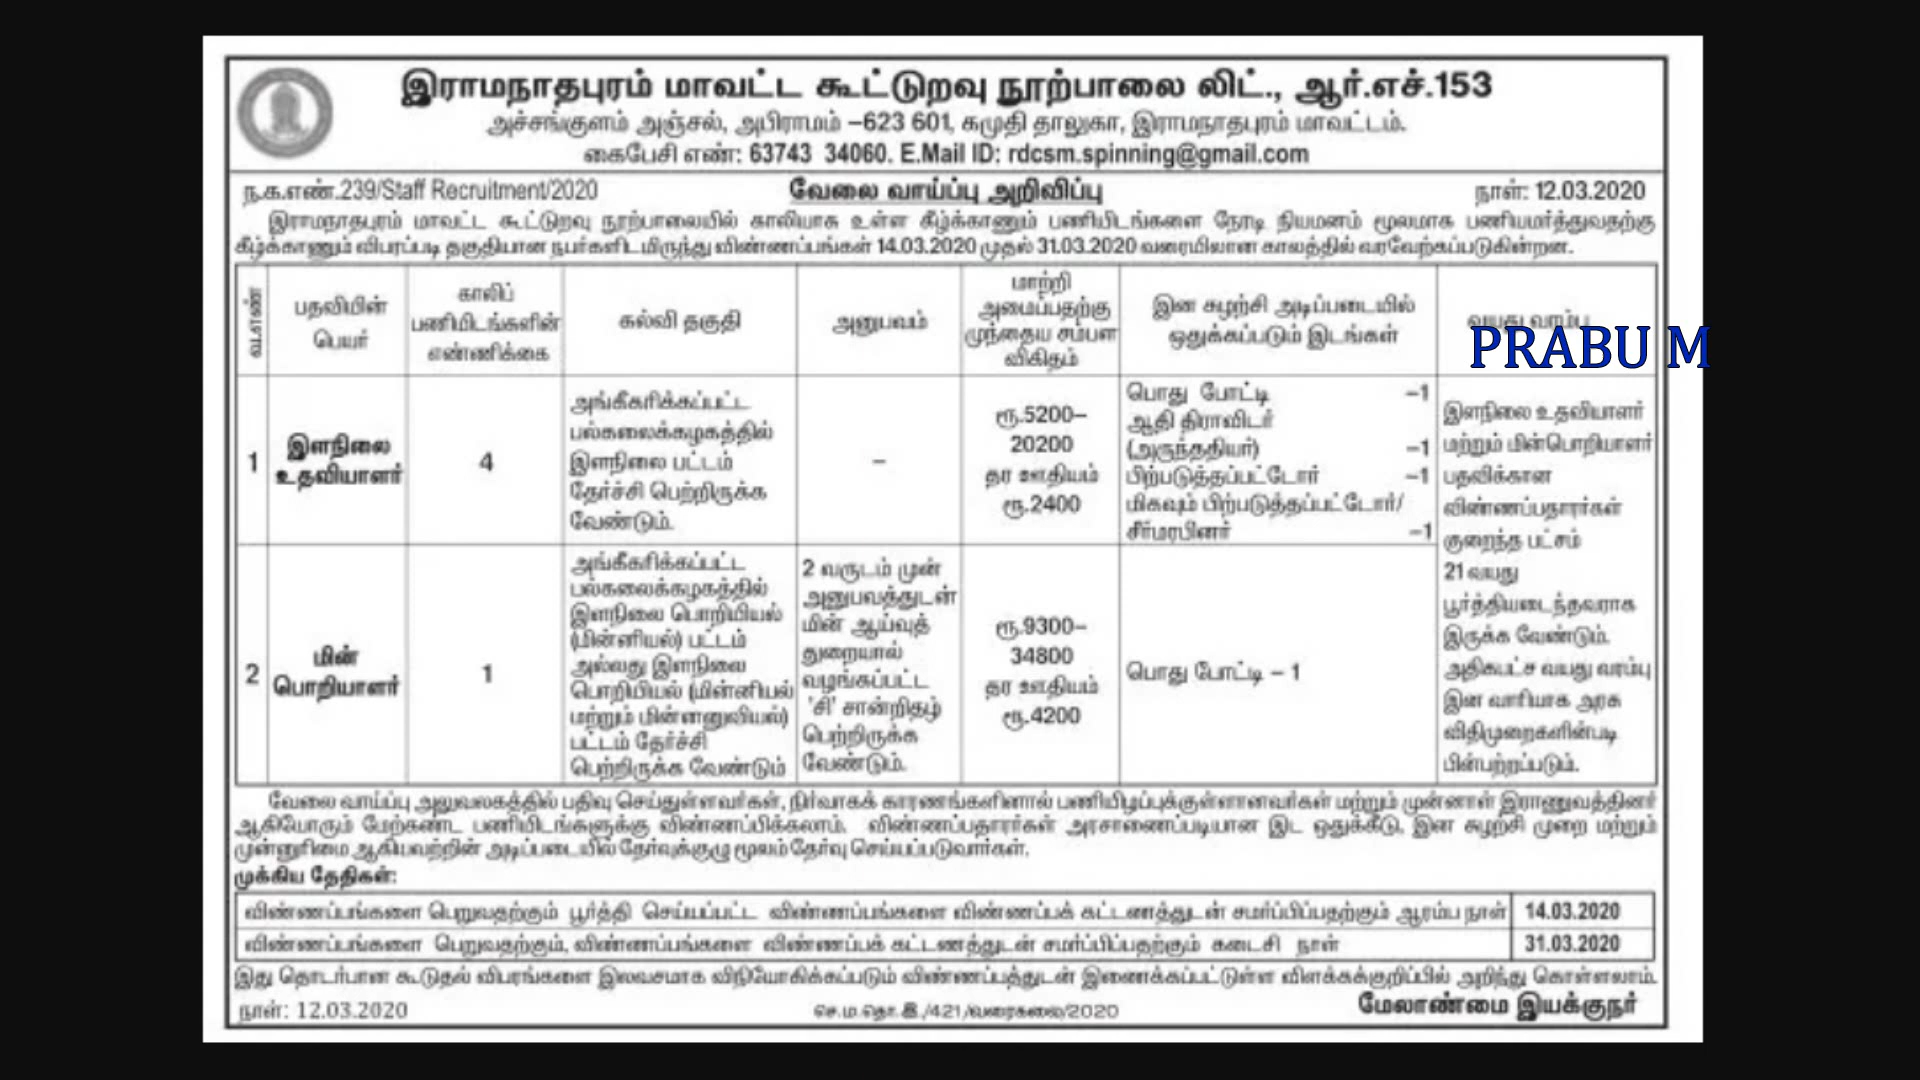 இராமநாதபுரம் மாவட்ட கூட்டுறவு நூற்பாலை லிட்., ஆர்.எச்.153
அச்சங்குளம் அஞ்சல், அபிராமம் –623 601, கமுதி தாலுகா, இராமநாதபுரம் மாவட்டம்.
கைபேசி எண்: 63743 34060. E.Mail ID: rdcsm.spinning@gmail.com
ந.க.எண்.239/Staff Recruitment/2020 வேலை வாய்ப்பு அறிவிப்பு நாள்: 12.03.2020
இராமநாதபுரம் மாவட்ட கூட்டுறவு நூற்பாலையில் காலியாக உள்ள கீழ்க்காணும் பணியிடங்களை நேரடி நியமனம் மூலமாக பணியமர்த்துவதற்கு
கீழ்க்காணும் விபரப்படி தகுதியான நபர்களிடமிருந்து விண்ணப்பங்கள் 14.03.2020 முதல் 31.03.2020 வரையிலான காலத்தில் வரவேற்கப்படுகின்றன.
வ.எண்
பதவியின்
பெயர்
காலிப்
பணியிடங்களின்
எண்ணிக்கை
கல்வி தகுதி
அனுபவம்
மாற்றி
அமைப்பதற்கு
முந்தைய சம்பள
விகிதம்
இன சுழற்சி அடிப்படையில்
ஒதுக்கப்படும் இடங்கள்
வயது வரம்பு
PRABU M
1
இளநிலை
உதவியாளர்
4
அங்கீகரிக்கப்பட்ட
பல்கலைக்கழகத்தில்
இளநிலை பட்டம்
தேர்ச்சி பெற்றிருக்க
வேண்டும்.
–
ரூ.5200–
20200
தர ஊதியம்
ரூ.2400
பொது போட்டி –1
ஆதி திராவிடர்
(அருந்ததியர்) –1
பிற்படுத்தப்பட்டோர் –1
மிகவும் பிற்படுத்தப்பட்டோர்/
சீர்மரபினர் –1
இளநிலை உதவியாளர்
மற்றும் மின்பொறியாளர்
பதவிக்கான
விண்ணப்பதாரர்கள்
குறைந்த பட்சம்
21 வயது
பூர்த்தியடைந்தவராக
இருக்க வேண்டும்.
அதிகபட்ச வயது வரம்பு
இன வாரியாக அரசு
விதிமுறைகளின்படி
பின்பற்றப்படும்.
2
மின்
பொறியாளர்
1
அங்கீகரிக்கப்பட்ட
பல்கலைக்கழகத்தில்
இளநிலை பொறியியல்
(மின்னியல்) பட்டம்
அல்லது இளநிலை
பொறியியல் (மின்னியல்
மற்றும் மின்னனுவியல்)
பட்டம் தேர்ச்சி
பெற்றிருக்க வேண்டும்
2 வருடம் முன்
அனுபவத்துடன்
மின் ஆய்வுத்
துறையால்
வழங்கப்பட்ட
'சி' சான்றிதழ்
பெற்றிருக்க
வேண்டும்.
ரூ.9300–
34800
தர ஊதியம்
ரூ.4200
பொது போட்டி – 1
வேலை வாய்ப்பு அலுவலகத்தில் பதிவு செய்துள்ளவர்கள், நிர்வாகக் காரணங்களினால் பணியிழப்புக்குள்ளானவர்கள் மற்றும் முன்னாள் இராணுவத்தினர்
ஆகியோரும் மேற்கண்ட பணியிடங்களுக்கு விண்ணப்பிக்கலாம். விண்ணப்பதாரர்கள் அரசாணைப்படியான இட ஒதுக்கீடு, இன சுழற்சி முறை மற்றும்
முன்னுரிமை ஆகியவற்றின் அடிப்படையில் தேர்வுக்குழு மூலம் தேர்வு செய்யப்படுவார்கள்.
முக்கிய தேதிகள்:
விண்ணப்பங்களை பெறுவதற்கும் பூர்த்தி செய்யப்பட்ட விண்ணப்பங்களை விண்ணப்பக் கட்டணத்துடன் சமர்ப்பிப்பதற்கும் ஆரம்ப நாள் 14.03.2020
விண்ணப்பங்களை பெறுவதற்கும், விண்ணப்பங்களை விண்ணப்பக் கட்டணத்துடன் சமர்ப்பிப்பதற்கும் கடைசி நாள் 31.03.2020
இது தொடர்பான கூடுதல் விபரங்களை இலவசமாக விநியோகிக்கப்படும் விண்ணப்பத்துடன் இணைக்கப்பட்டுள்ள விளக்கக்குறிப்பில் அறிந்து கொள்ளலாம்.
நாள்: 12.03.2020 செ.ம.தொ.இ./421/வரைகலை/2020 மேலாண்மை இயக்குநர்